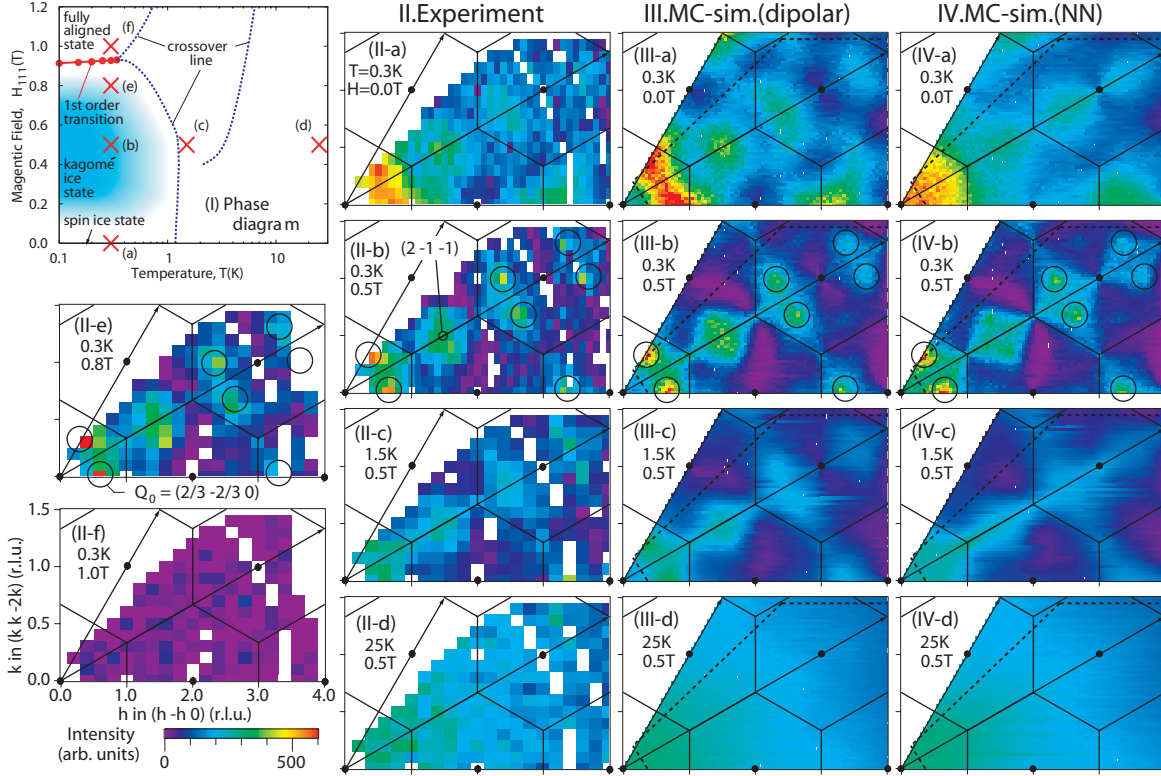 II.Experiment
III.MC-sim.(dipolar)
IV.MC-sim.(NN)
Magentic Field, H111(T)
1.2
1.0
0.8
0.6
0.4
0.2
0.0
fully
aligned
state
(f)
crossover
line
1st order
transition
(e)
(c)
(d)
(b)
kagome
ice
state
(I) Phase
diagram
spin ice state
(a)
0.1
1
10
Temperature, T(K)
(II-a)
T=0.3K
H=0.0T
(III-a)
0.3K
0.0T
(IV-a)
0.3K
0.0T
(II-b)
0.3K
0.5T
(2 -1 -1)
(III-b)
0.3K
0.5T
(IV-b)
0.3K
0.5T
(II-e)
0.3K
0.8T
Q0 = (2/3 -2/3 0)
(II-c)
1.5K
0.5T
(III-c)
1.5K
0.5T
(IV-c)
1.5K
0.5T
k in (k k -2k) (r.l.u.)
1.5
1.0
0.5
0.0
(II-f)
0.3K
1.0T
0.0 1.0 2.0 3.0 4.0
h in (h -h 0) (r.l.u.)
(II-d)
25K
0.5T
(III-d)
25K
0.5T
(IV-d)
25K
0.5T
Intensity
(arb. units)
0 500